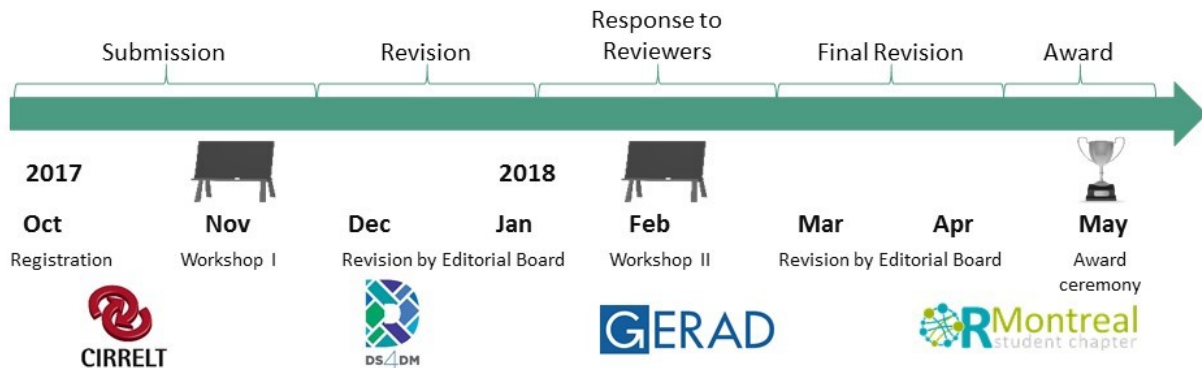 Submission
Revision
Response to
Reviewers
Final Revision
Award
2017
2018
Oct
Nov
Dec
Jan
Feb
Mar
Apr
May
Registration
Workshop I
Revision by Editorial Board
Workshop II
Revision by Editorial Board
Award
ceremony
CIRRELT
DS4DM
GERAD
ORMontreal
student chapter